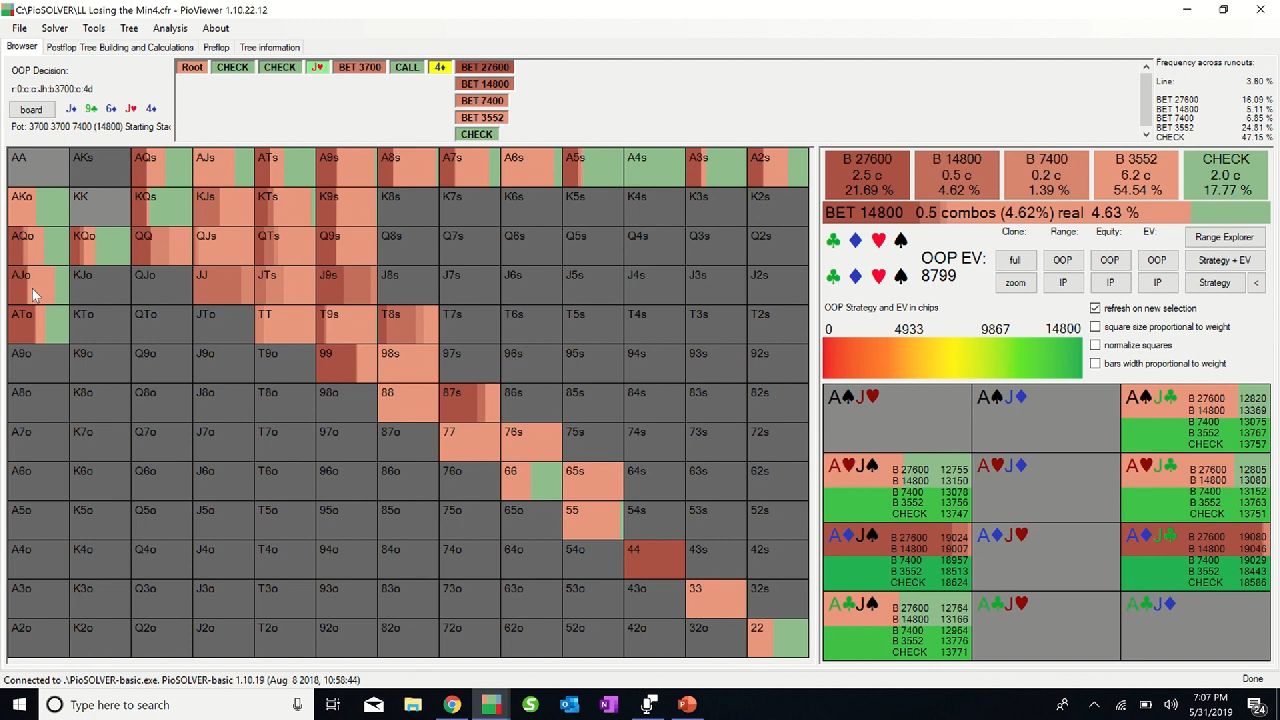 C:\PioSOLVER\LL Losing the Min4.cfr - PioViewer 1.10.22.12
File Solver Tools Tree Analysis About
Browser Postflop Tree Building and Calculations Preflop Tree information
OOP Decision:
r:0:c:c:Jh:b3700:c:4d
board J♦ 9♣ 6♦ J♥ 4♦
Pot: 3700 3700 7400 (14800) Starting Stac
Root CHECK CHECK J♥ BET 3700 CALL 4♦ BET 27600
BET 14800
BET 7400
BET 3552
CHECK
Frequency across runouts:
Line: 3.60 %
BET 27600 16.09 %
BET 14800 5.11 %
BET 7400 6.85 %
BET 3552 24.81 %
CHECK 47.15 %
AA AKs AQs AJs ATs A9s A8s A7s A6s A5s A4s A3s A2s
AKo KK KQs KJs KTs K9s K8s K7s K6s K5s K4s K3s K2s
AQo KQo QQ QJs QTs Q9s Q8s Q7s Q6s Q5s Q4s Q3s Q2s
AJo KJo QJo JJ JTs J9s J8s J7s J6s J5s J4s J3s J2s
ATo KTo QTo JTo TT T9s T8s T7s T6s T5s T4s T3s T2s
A9o K9o Q9o J9o T9o 99 98s 97s 96s 95s 94s 93s 92s
A8o K8o Q8o J8o T8o 98o 88 87s 86s 85s 84s 83s 82s
A7o K7o Q7o J7o T7o 97o 87o 77 76s 75s 74s 73s 72s
A6o K6o Q6o J6o T6o 96o 86o 76o 66 65s 64s 63s 62s
A5o K5o Q5o J5o T5o 95o 85o 75o 65o 55 54s 53s 52s
A4o K4o Q4o J4o T4o 94o 84o 74o 64o 54o 44 43s 42s
A3o K3o Q3o J3o T3o 93o 83o 73o 63o 53o 43o 33 32s
A2o K2o Q2o J2o T2o 92o 82o 72o 62o 52o 42o 32o 22
B 27600 B 14800 B 7400 B 3552 CHECK
2.5 c 0.5 c 0.2 c 6.2 c 2.0 c
21.69 % 4.62 % 1.39 % 54.54 % 17.77 %
BET 14800 0.5 combos (4.62%) real 4.63 %
♣ ♦ ♥ ♠
♣ ♦ ♥ ♠
OOP EV:
8799
Clone: Range: Equity: EV:
full OOP OOP OOP
zoom IP IP IP
Range Explorer
Strategy + EV
Strategy <
OOP Strategy and EV in chips
0 4933 9867 14800
refresh on new selection
square size proportional to weight
normalize squares
bars width proportional to weight
A♠J♥ A♠J♦ A♠J♣
B 27600 12820
B 14800 13369
B 7400 13075
B 3552 13767
CHECK 13757
A♥J♠
B 27600 12755
B 14800 13150
B 7400 13078
B 3552 13756
CHECK 13747
A♥J♦ A♥J♣
B 27600 12805
B 14800 13080
B 7400 13152
B 3552 13763
CHECK 13751
A♦J♠
B 27600 19024
B 14800 19007
B 7400 18957
B 3552 18513
CHECK 18624
A♦J♥ A♦J♣
B 27600 19080
B 14800 19046
B 7400 19029
B 3552 18443
CHECK 18586
A♣J♠
B 27600 12764
B 14800 13166
B 7400 12964
B 3552 13776
CHECK 13771
A♣J♥ A♣J♦
Connected to .\PioSOLVER-basic.exe. PioSOLVER-basic 1.10.19 (Aug 8 2018, 10:58:44) Done
Type here to search
7:07 PM
5/31/2019
24